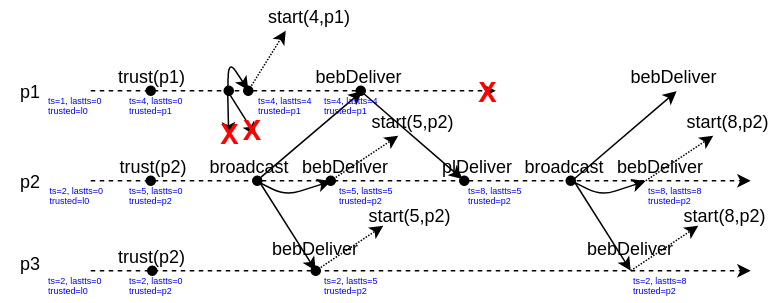 start(4,p1)
trust(p1)
bebDeliver
bebDeliver
p1
X
ts=1, lastts=0
trusted=l0
ts=4, lastts=0
trusted=p1
ts=4, lastts=4
trusted=p1
ts=4, lastts=4
trusted=p1
X
X
start(5,p2)
start(8,p2)
trust(p2)
broadcast
bebDeliver
plDeliver
broadcast
bebDeliver
p2
ts=2, lastts=0
trusted=l0
ts=5, lastts=0
trusted=p2
ts=5, lastts=5
trusted=p2
ts=8, lastts=5
trusted=p2
ts=8, lastts=8
trusted=p2
start(5,p2)
start(8,p2)
trust(p2)
bebDeliver
bebDeliver
p3
ts=2, lastts=0
trusted=l0
ts=2, lastts=0
trusted=p2
ts=2, lastts=5
trusted=p2
ts=2, lastts=8
trusted=p2